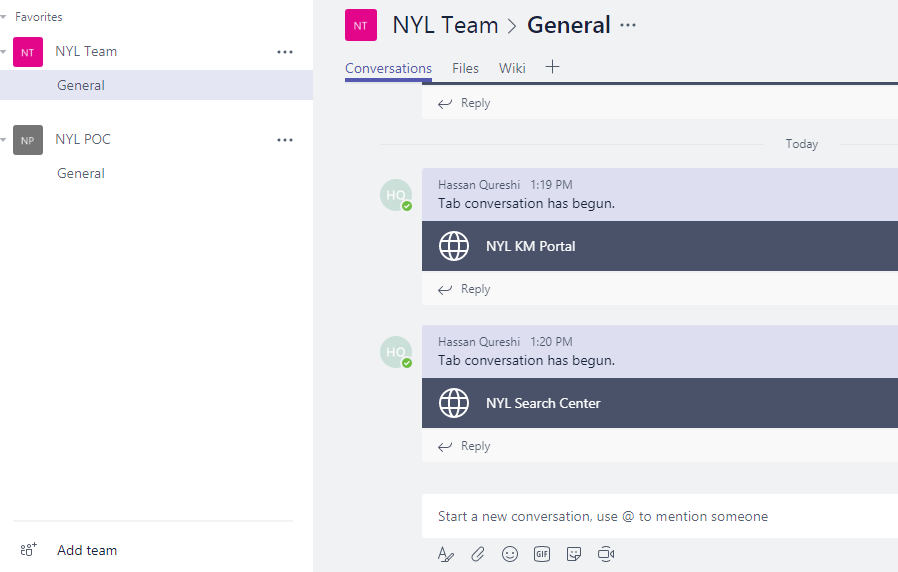 Favorites
NT NYL Team
General
NP NYL POC
General
Add team
NT NYL Team > General
Conversations Files Wiki
Reply
Today
HQ Hassan Qureshi 1:19 PM
Tab conversation has begun.
NYL KM Portal
Reply
HQ Hassan Qureshi 1:20 PM
Tab conversation has begun.
NYL Search Center
Reply
Start a new conversation, use @ to mention someone
GIF